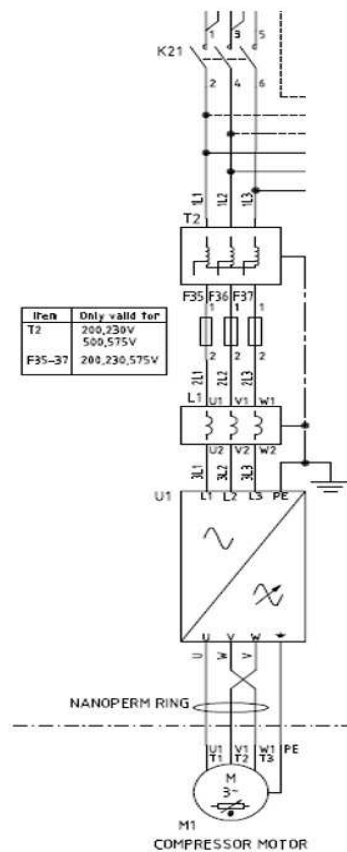 1 3 5
K21
2 4 6
1L1 1L2 1L3
T2
F35 F36 F37
1 1 1
Item Only valid for
T2 200,230V
500,575V
F35-37 200,230,575V
2 2 2
2L1 2L2 2L3
L1 U1 V1 W1
U2 V2 W2
3L1 3L2 3L3
U1 L1 L2 L3 PE
U V W
U W V
NANOPERM RING
U1 V1 W1 PE
T1 T2 T3
M
3~
M1
COMPRESSOR MOTOR